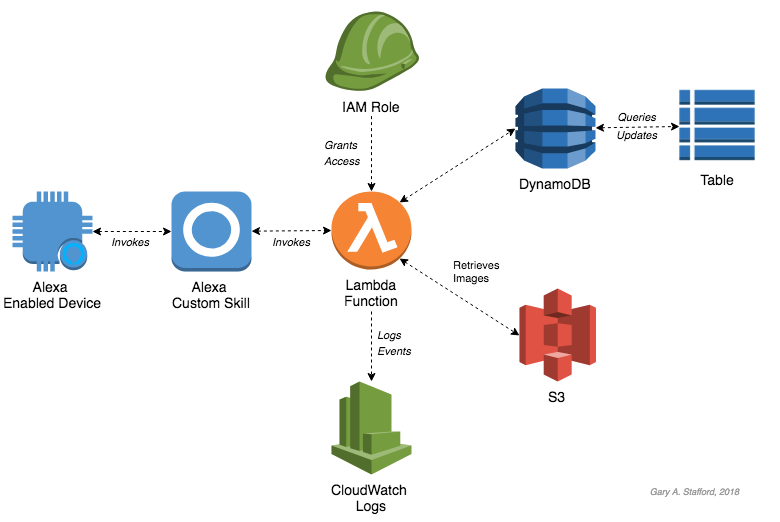 IAM Role
Grants
Access
Queries
Updates
DynamoDB
Table
Invokes
Invokes
Alexa
Enabled Device
Alexa
Custom Skill
Lambda
Function
Retrieves
Images
Logs
Events
S3
CloudWatch
Logs
Gary A. Stafford, 2018